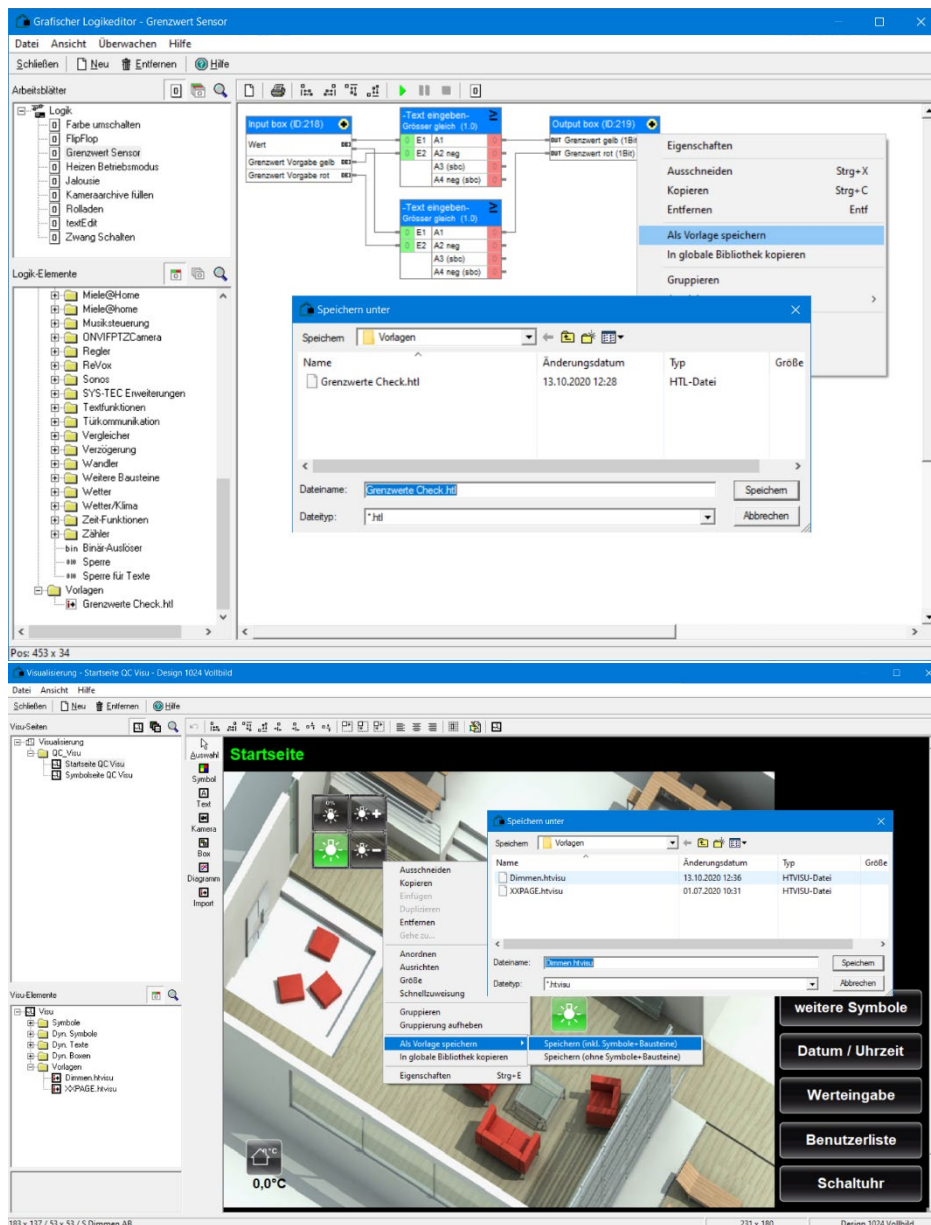 Grafischer Logikeditor - Grenzwert Sensor
Datei Ansicht Überwachen Hilfe
Schließen Neu Entfernen Hilfe
Arbeitsblätter
Logik
Farbe umschalten
FlipFlop
Grenzwert Sensor
Heizen Betriebsmodus
Jalousie
Kameraarchive füllen
Rolladen
textEdit
Zwang Schalten
Logik-Elemente
Miele@Home
Miele@home
Musiksteuerung
ONVIFPTZCamera
Regler
ReVox
Sonos
SYS-TEC Erweiterungen
Textfunktionen
Türkommunikation
Vergleicher
Verzögerung
Wandler
Weitere Bausteine
Wetter
Wetter/Klima
Zeit-Funktionen
Zähler
bin Binär-Auslöser
Sperre
Sperre für Texte
Vorlagen
Grenzwerte Check.htl
Input box (ID:218)
Wert
Grenzwert Vorgabe gelb
Grenzwert Vorgabe rot
-Text eingeben-
Grösser gleich (1.0)
0 E1 A1
0 E2 A2 neg
A3 (sbc)
A4 neg (sbc)
-Text eingeben-
Grösser gleich (1.0)
0 E1 A1
0 E2 A2 neg
A3 (sbc)
A4 neg (sbc)
Output box (ID:219)
OUT Grenzwert gelb (1Bit)
OUT Grenzwert rot (1Bit)
Eigenschaften
Ausschneiden Strg+X
Kopieren Strg+C
Entfernen Entf
Als Vorlage speichern
In globale Bibliothek kopieren
Gruppieren
Speichern unter
Speichern Vorlagen
Name Änderungsdatum Typ Größe
Grenzwerte Check.htl 13.10.2020 12:28 HTL-Datei
Dateiname: Grenzwerte Check.htl Speichern
Dateityp: *.htl Abbrechen
Pos: 453 x 34
Visualisierung - Startseite QC Visu - Design 1024 Vollbild
Datei Ansicht Hilfe
Schließen Neu Entfernen Hilfe
Visu-Seiten
Visualisierung
QC_Visu
Startseite QC Visu
Symbolseite QC Visu
Auswahl
Symbol
Text
Kamera
Box
Diagramm
Import
Visu-Elemente
Visu
Symbole
Dyn. Symbole
Dyn. Texte
Dyn. Boxen
Vorlagen
Dimmen.htvisu
XXPAGE.htvisu
Startseite
0%
Ausschneiden
Kopieren
Einfügen
Duplizieren
Entfernen
Gehe zu...
Anordnen
Ausrichten
Größe
Schnellzuweisung
Gruppieren
Gruppierung aufheben
Als Vorlage speichern
In globale Bibliothek kopieren
Eigenschaften Strg+E
Speichern (inkl. Symbole+Bausteine)
Speichern (ohne Symbole+Bausteine)
Speichern unter
Speichern Vorlagen
Name Änderungsdatum Typ Größe
Dimmen.htvisu 13.10.2020 12:36 HTVISU-Datei
XXPAGE.htvisu 01.07.2020 10:31 HTVISU-Datei
Dateiname: Dimmen.htvisu Speichern
Dateityp: *.htvisu Abbrechen
weitere Symbole
Datum / Uhrzeit
Werteingabe
Benutzerliste
Schaltuhr
0,0°C
183 x 137 / 53 x 53 / S Dimmen AB
231 x 180
Design 1024 Vollbild